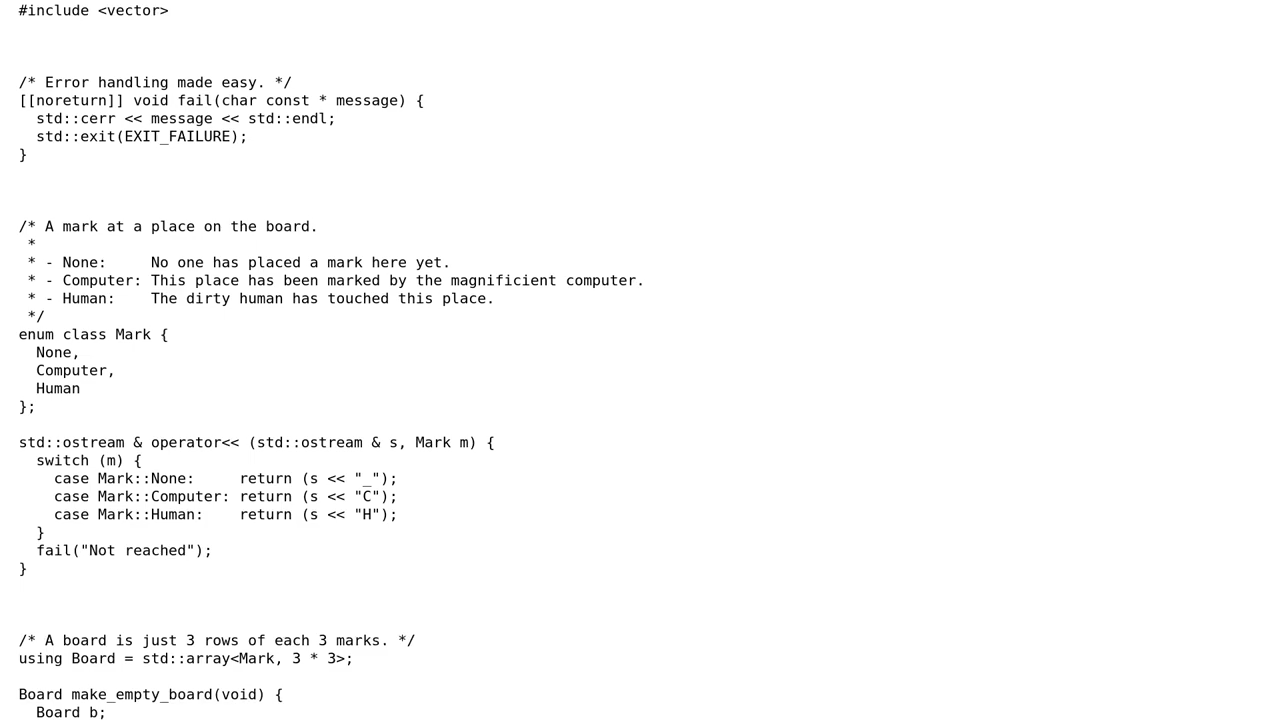 #include <vector>

/* Error handling made easy. */
[[noreturn]] void fail(char const * message) {
  std::cerr << message << std::endl;
  std::exit(EXIT_FAILURE);
}

/* A mark at a place on the board.
 *
 * - None:     No one has placed a mark here yet.
 * - Computer: This place has been marked by the magnificient computer.
 * - Human:    The dirty human has touched this place.
 */
enum class Mark {
  None,
  Computer,
  Human
};

std::ostream & operator<< (std::ostream & s, Mark m) {
  switch (m) {
    case Mark::None:     return (s << "_");
    case Mark::Computer: return (s << "C");
    case Mark::Human:    return (s << "H");
  }
  fail("Not reached");
}

/* A board is just 3 rows of each 3 marks. */
using Board = std::array<Mark, 3 * 3>;

Board make_empty_board(void) {
  Board b;